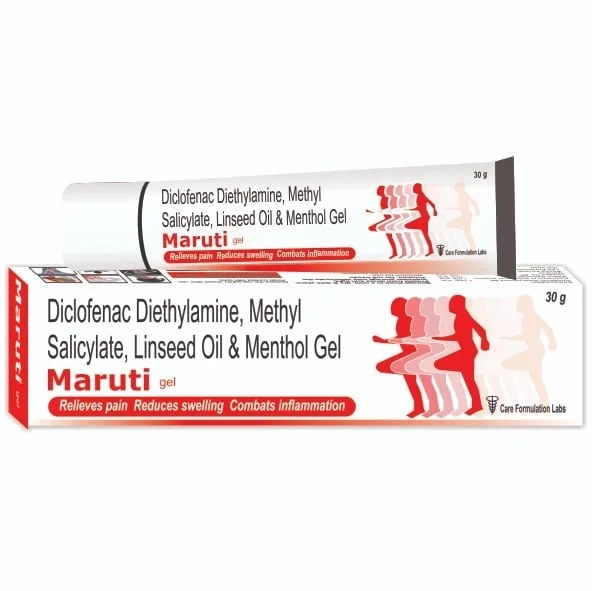 Diclofenac Diethylamine, Methyl
Salicylate, Linseed Oil & Menthol Gel
Maruti gel
Relieves pain Reduces swelling Combats inflammation
30 g
Care Formulation Labs
Maruti gel
Diclofenac Diethylamine, Methyl
Salicylate, Linseed Oil & Menthol Gel
Maruti gel
Relieves pain Reduces swelling Combats inflammation
30 g
Care Formulation Labs